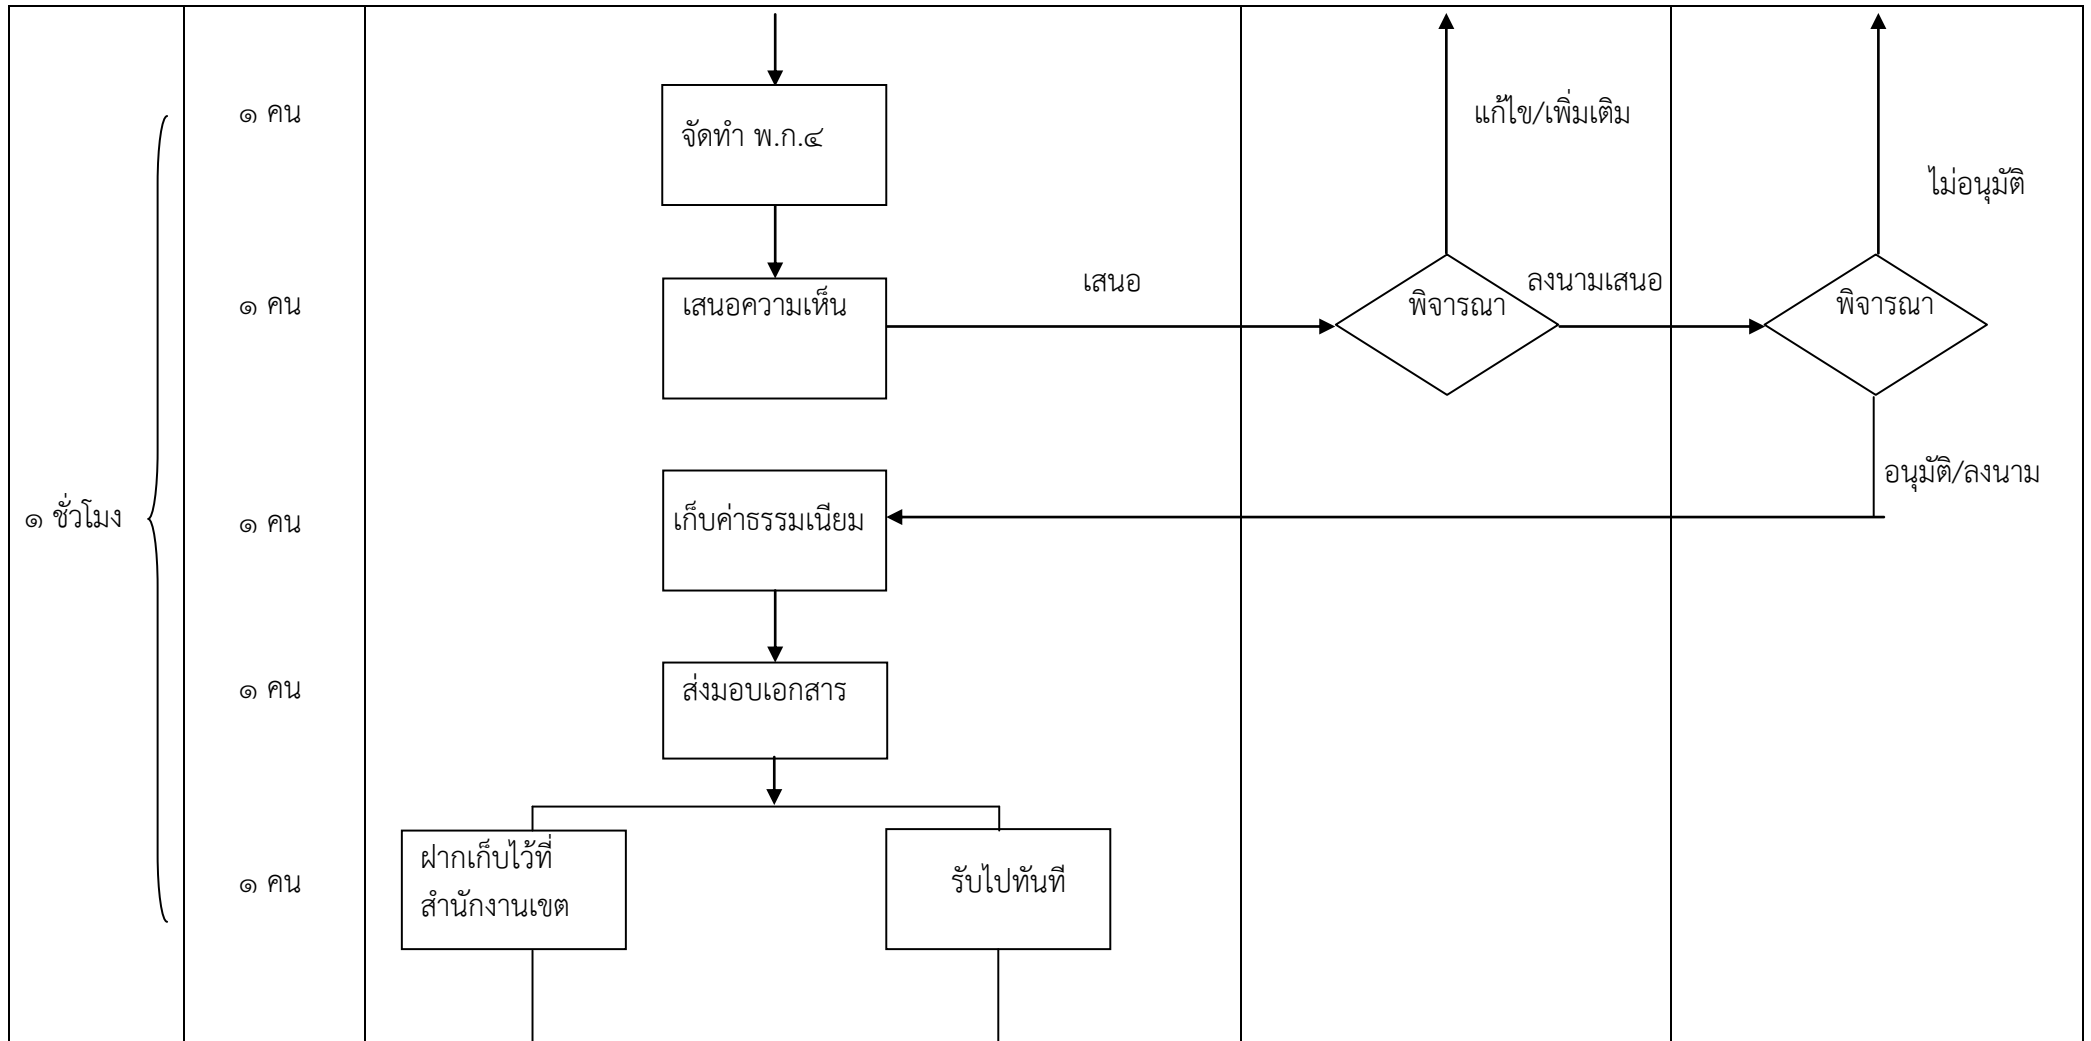 ๑ คน
จัดทำ พ.ก.๔
แก้ไข/เพิ่มเติม
ไม่อนุมัติ
๑ คน
เสนอความเห็น
เสนอ
พิจารณา
ลงนามเสนอ
พิจารณา
อนุมัติ/ลงนาม
๑ ชั่วโมง
๑ คน
เก็บค่าธรรมเนียม
๑ คน
ส่งมอบเอกสาร
๑ คน
ฝากเก็บไว้ที่
สำนักงานเขต
รับไปทันที